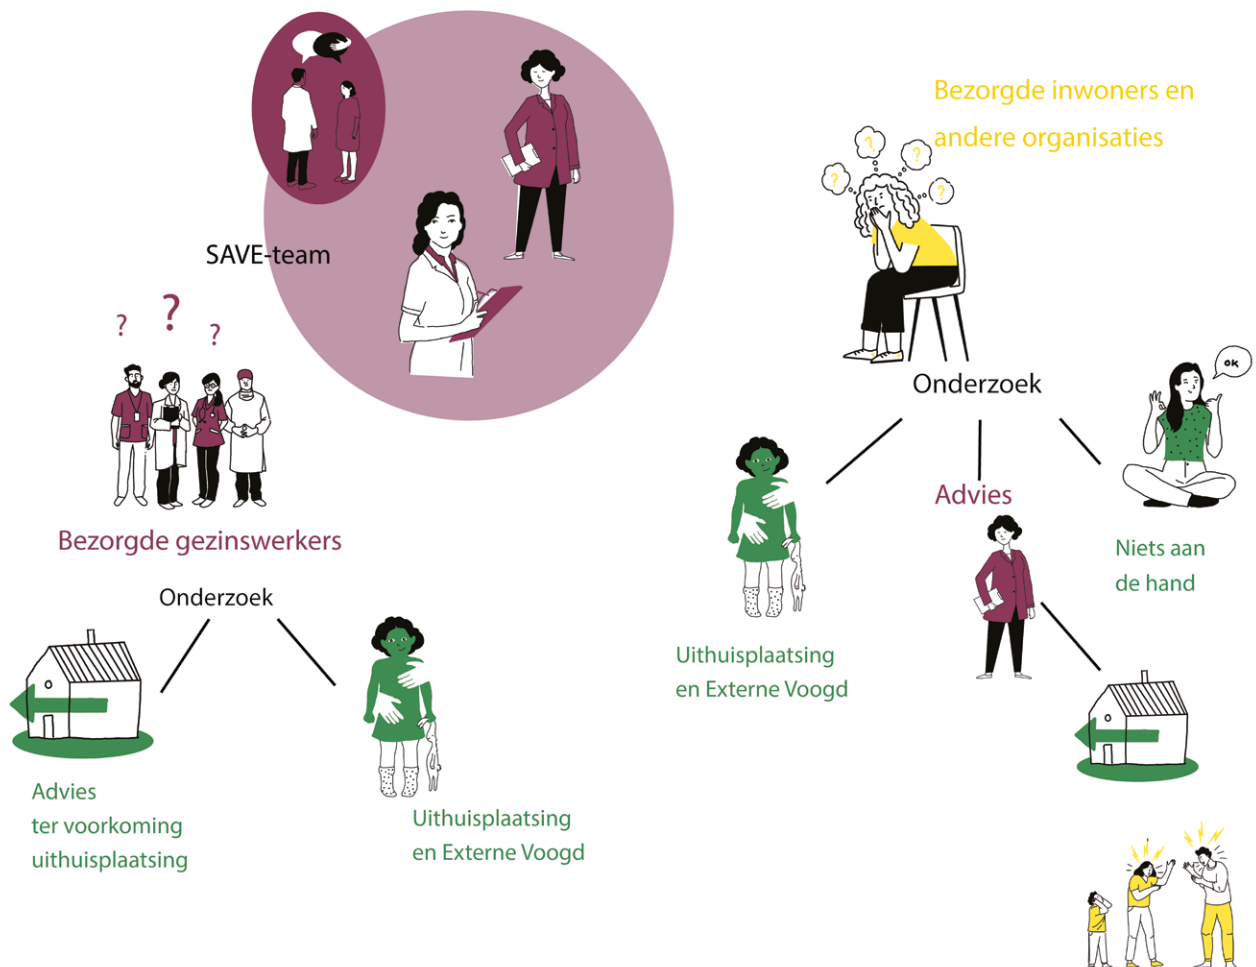 SAVE-team
? ? ?
Bezorgde gezinswerkers
Onderzoek
Advies
ter voorkoming
uithuisplaatsing
Uithuisplaatsing
en Externe Voogd
Bezorgde inwoners en
andere organisaties
? ? ? ?
Onderzoek
OK
Uithuisplaatsing
en Externe Voogd
Advies
Niets aan
de hand